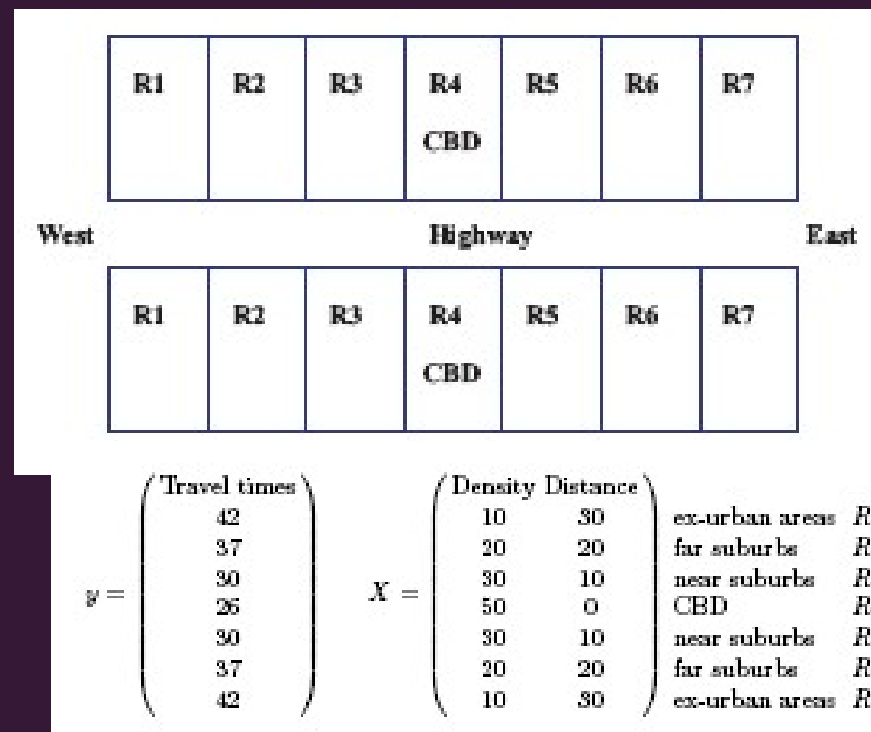 R1 R2 R3 R4 R5 R6 R7
CBD
West Highway East
R1 R2 R3 R4 R5 R6 R7
CBD
Travel times Density Distance
42 10 30 ex-urban areas R
37 20 20 far suburbs R
30 30 10 near suburbs R
y = X =
26 50 0 CBD R
30 30 10 near suburbs R
37 20 20 far suburbs R
42 10 30 ex-urban areas R